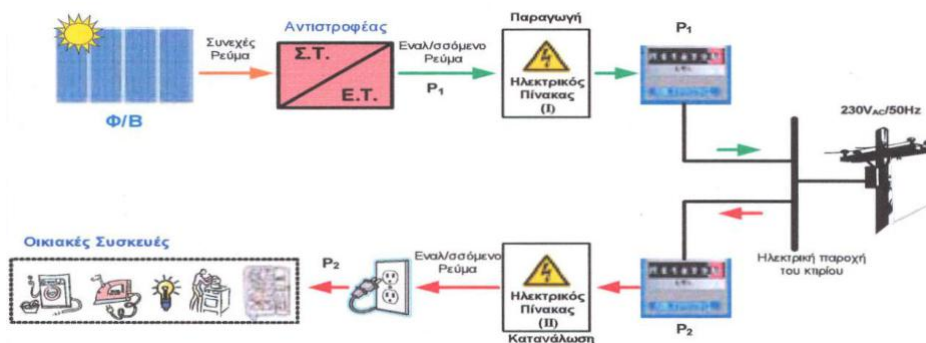 Φ/Β
Συνεχές
Ρεύμα
Αντιστροφέας
Σ.Τ.
Ε.Τ.
Εναλ/σσόμενο
Ρεύμα
P₁
Παραγωγή
Ηλεκτρικός
Πίνακας
(I)
P₁
230VAC/50Hz
Ηλεκτρική παροχή
του κτιρίου
Οικιακές Συσκευές
P₂
Εναλ/σσόμενο
Ρεύμα
Ηλεκτρικός
Πίνακας
(II)
Κατανάλωση
P₂